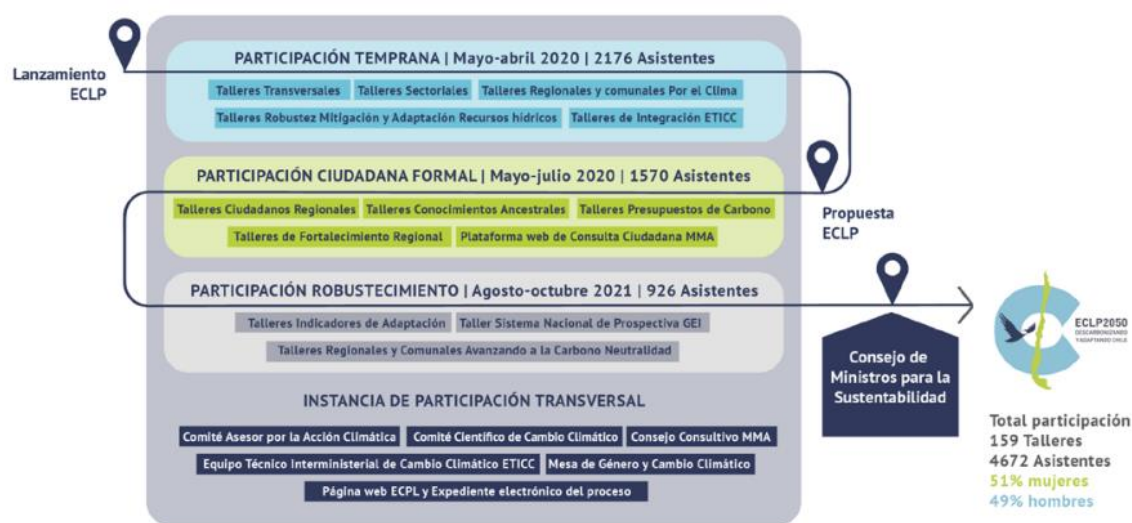 Lanzamiento
ECLP
PARTICIPACIÓN TEMPRANA | Mayo-abril 2020 | 2176 Asistentes
Talleres Transversales
Talleres Sectoriales
Talleres Regionales y comunales Por el Clima
Talleres Robustez Mitigación y Adaptación Recursos hídricos
Talleres de Integración ETICC
PARTICIPACIÓN CIUDADANA FORMAL | Mayo-julio 2020 | 1570 Asistentes
Talleres Ciudadanos Regionales
Talleres Conocimientos Ancestrales
Talleres Presupuestos de Carbono
Talleres de Fortalecimiento Regional
Plataforma web de Consulta Ciudadana MMA
Propuesta
ECLP
PARTICIPACIÓN ROBUSTECIMIENTO | Agosto-octubre 2021 | 926 Asistentes
Talleres Indicadores de Adaptación
Taller Sistema Nacional de Prospectiva GEI
Talleres Regionales y Comunales Avanzando a la Carbono Neutralidad
INSTANCIA DE PARTICIPACIÓN TRANSVERSAL
Comité Asesor por la Acción Climática
Comité Científico de Cambio Climático
Consejo Consultivo MMA
Equipo Técnico Interministerial de Cambio Climático ETICC
Mesa de Género y Cambio Climático
Página web ECPL y Expediente electrónico del proceso
Consejo de
Ministros para la
Sustentabilidad
ECLP2050
DESCARBONIZANDO
Y ADAPTANDO CHILE
Total participación
159 Talleres
4672 Asistentes
51% mujeres
49% hombres